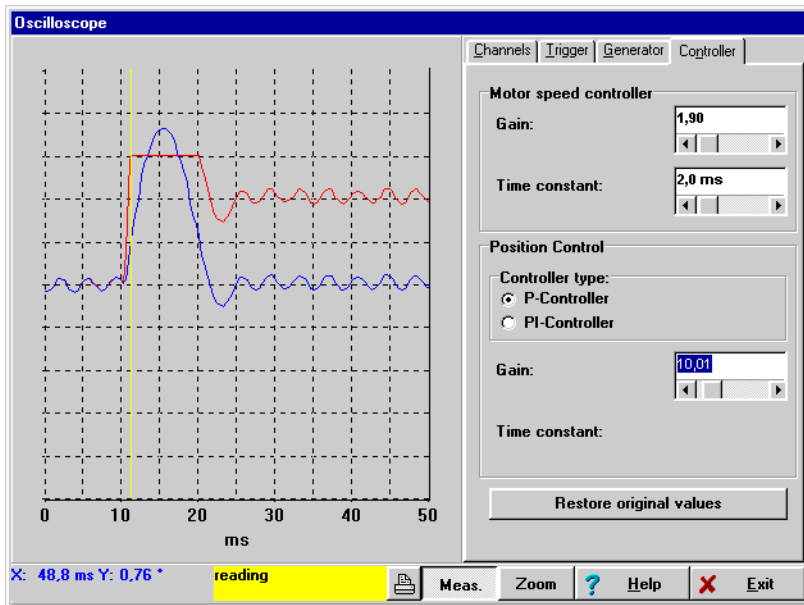 Oscilloscope
Channels Trigger Generator Controller
Motor speed controller
Gain:
1,90
Time constant:
2,0 ms
Position Control
Controller type:
P-Controller
PI-Controller
Gain:
10,01
Time constant:
Restore original values
0 10 20 30 40 50
ms
X: 48,8 ms Y: 0,76 °
reading
Meas. Zoom ? Help Exit